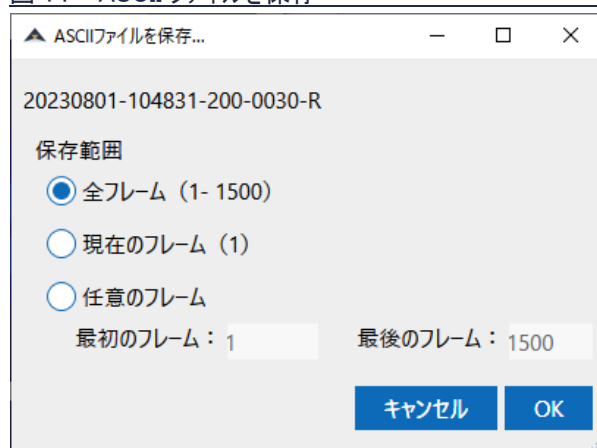 ASCIIファイルを保存...
20230801-104831-200-0030-R
保存範囲
全フレーム（1- 1500）
現在のフレーム（1）
任意のフレーム
最初のフレーム： 1 最後のフレーム： 1500
キャンセル OK